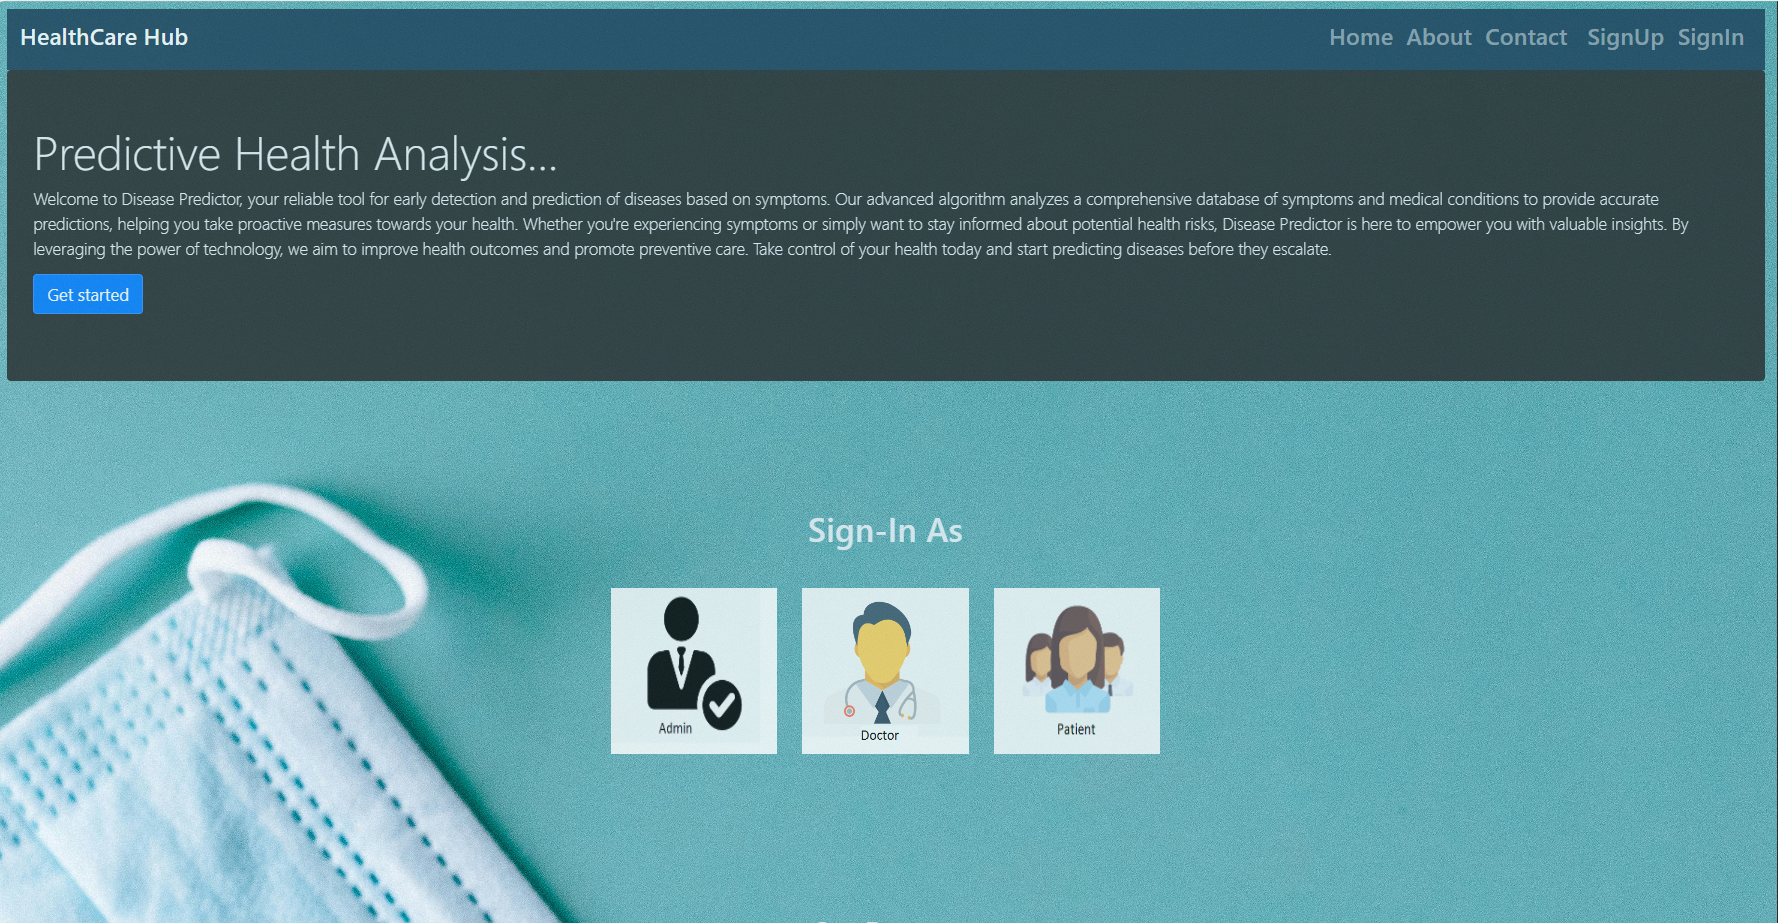 HealthCare Hub
Home About Contact SignUp SignIn
Predictive Health Analysis...
Welcome to Disease Predictor, your reliable tool for early detection and prediction of diseases based on symptoms. Our advanced algorithm analyzes a comprehensive database of symptoms and medical conditions to provide accurate
predictions, helping you take proactive measures towards your health. Whether you're experiencing symptoms or simply want to stay informed about potential health risks, Disease Predictor is here to empower you with valuable insights. By
leveraging the power of technology, we aim to improve health outcomes and promote preventive care. Take control of your health today and start predicting diseases before they escalate.
Get started
Sign-In As
Admin
Doctor
Patient